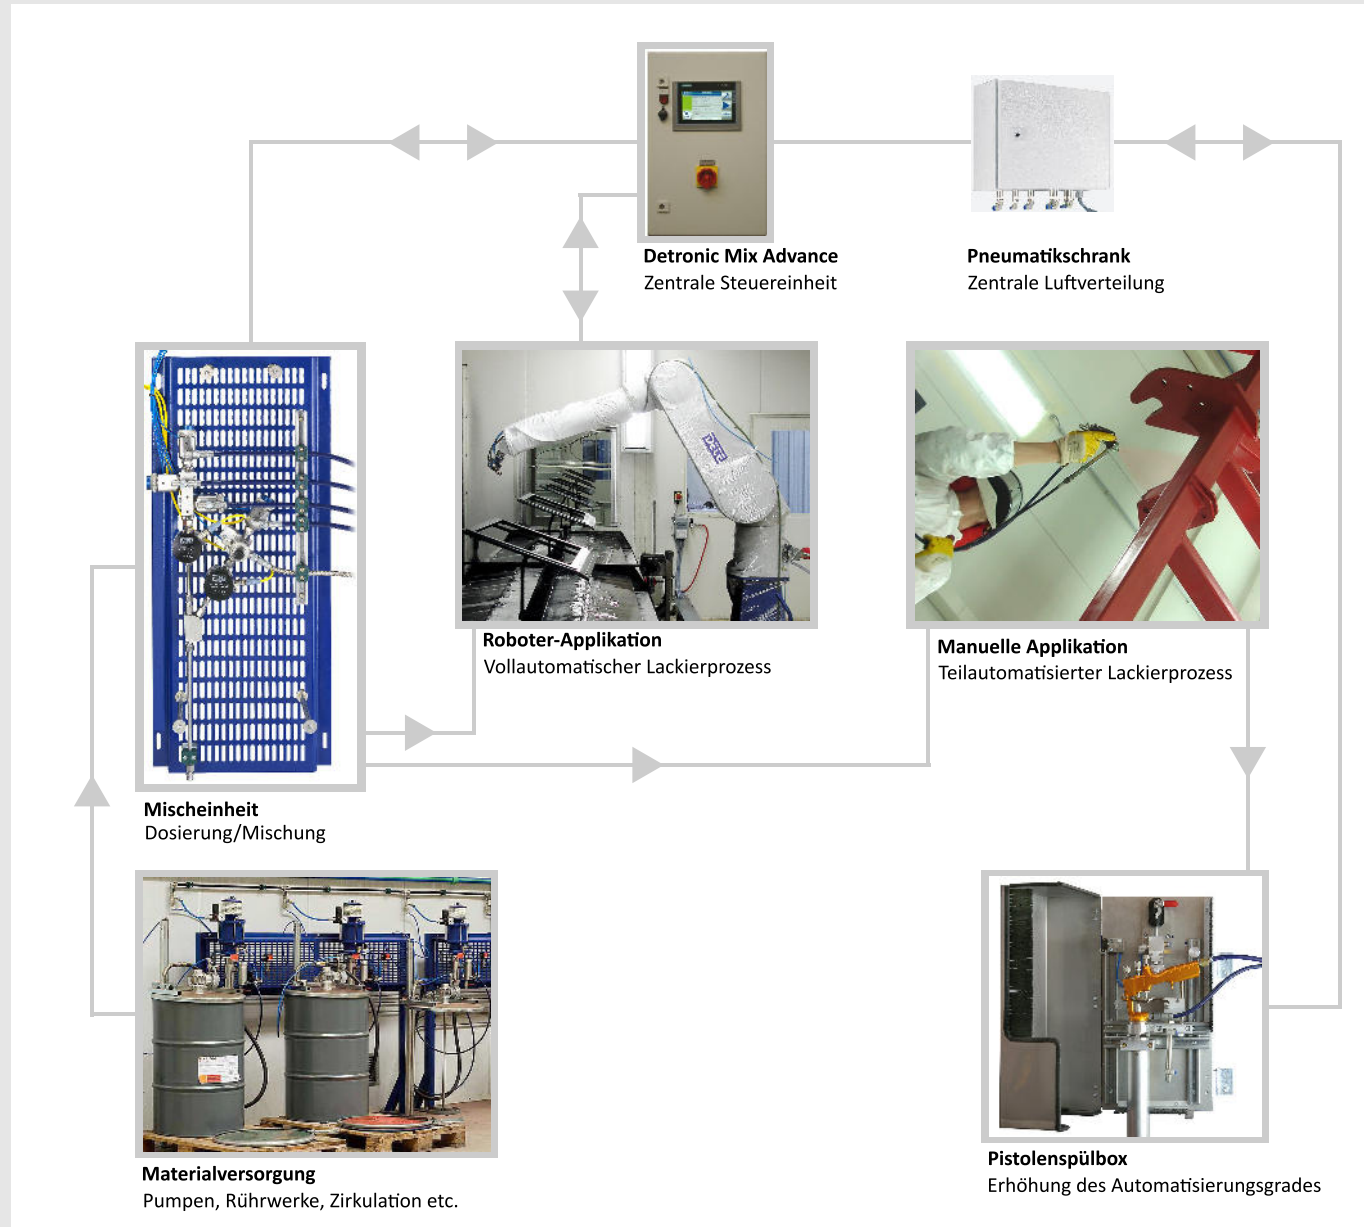 Detronic Mix Advance
Zentrale Steuereinheit
Pneumatikschrank
Zentrale Luftverteilung
Roboter-Applikation
Vollautomatischer Lackierprozess
Manuelle Applikation
Teilautomatisierter Lackierprozess
Mischeinheit
Dosierung/Mischung
Materialversorgung
Pumpen, Rührwerke, Zirkulation etc.
Pistolenspülbox
Erhöhung des Automatisierungsgrades